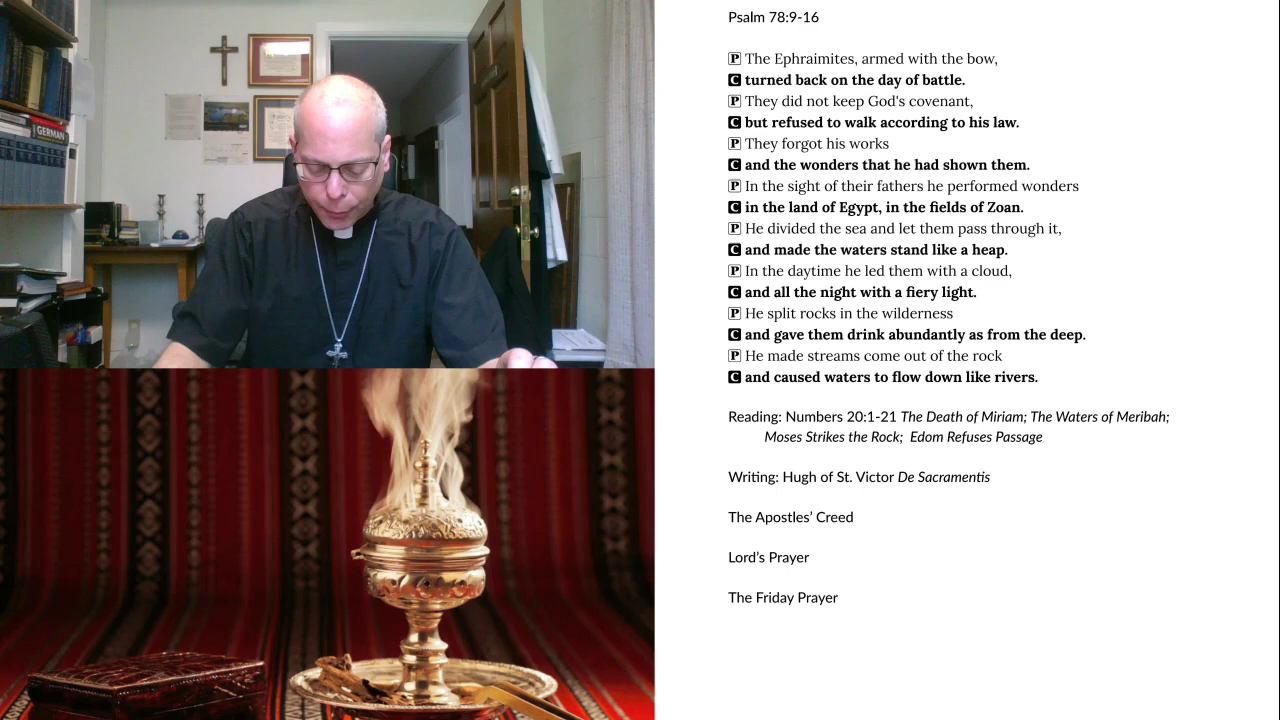 GERMAN
Psalm 78:9-16
P The Ephraimites, armed with the bow,
C turned back on the day of battle.
P They did not keep God's covenant,
C but refused to walk according to his law.
P They forgot his works
C and the wonders that he had shown them.
P In the sight of their fathers he performed wonders
C in the land of Egypt, in the fields of Zoan.
P He divided the sea and let them pass through it,
C and made the waters stand like a heap.
P In the daytime he led them with a cloud,
C and all the night with a fiery light.
P He split rocks in the wilderness
C and gave them drink abundantly as from the deep.
P He made streams come out of the rock
C and caused waters to flow down like rivers.
Reading: Numbers 20:1-21 The Death of Miriam; The Waters of Meribah;
Moses Strikes the Rock; Edom Refuses Passage
Writing: Hugh of St. Victor De Sacramentis
The Apostles’ Creed
Lord’s Prayer
The Friday Prayer